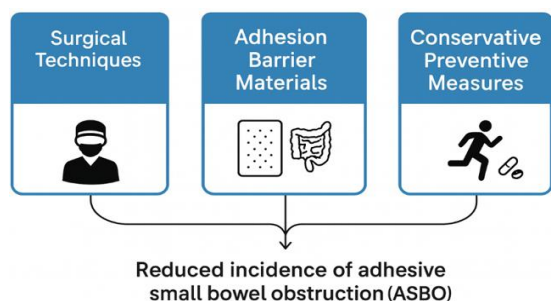 Surgical
Techniques
Adhesion
Barrier
Materials
Conservative
Preventive
Measures
Reduced incidence of adhesive
small bowel obstruction (ASBO)